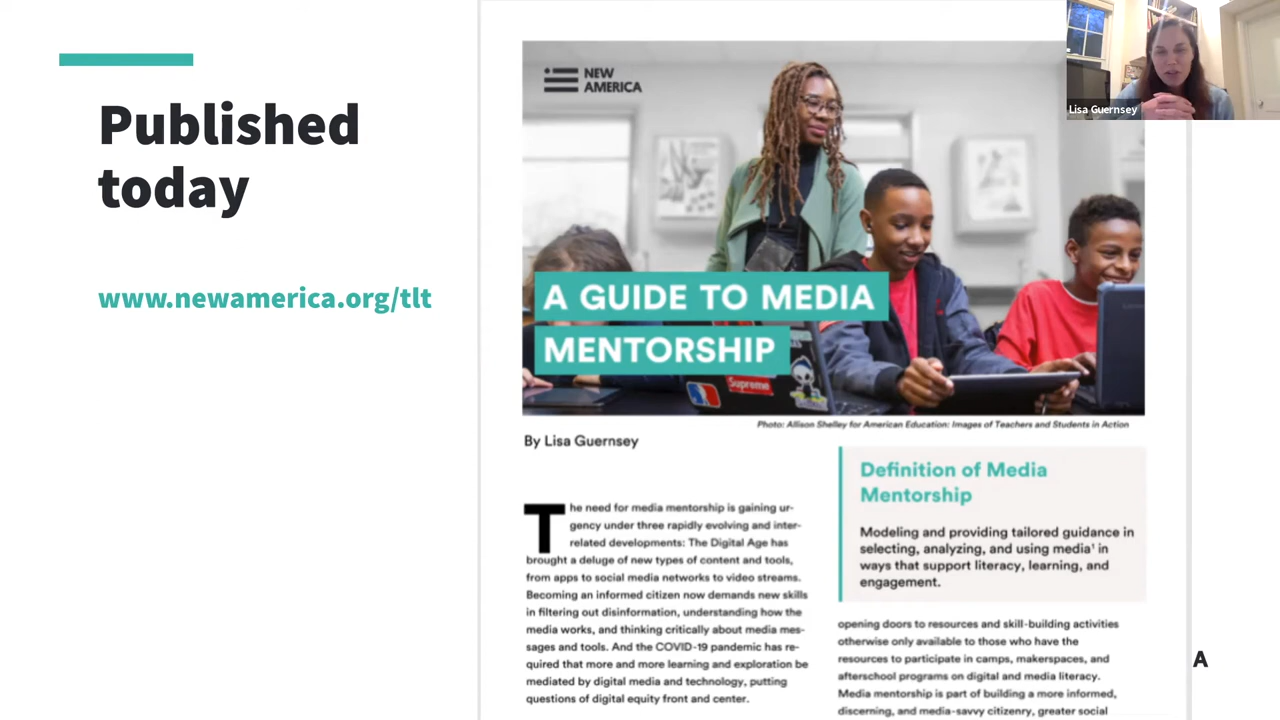 Published
today
www.newamerica.org/tlt
NEW
AMERICA
A GUIDE TO MEDIA
MENTORSHIP
Supreme
Photo: Allison Shelley for American Education: Images of Teachers and Students in Action
By Lisa Guernsey
The need for media mentorship is gaining ur-
gency under three rapidly evolving and inter-
related developments: The Digital Age has
brought a deluge of new types of content and tools,
from apps to social media networks to video streams.
Becoming an informed citizen now demands new skills
in filtering out disinformation, understanding how the
media works, and thinking critically about media mes-
sages and tools. And the COVID-19 pandemic has re-
quired that more and more learning and exploration be
mediated by digital media and technology, putting
questions of digital equity front and center.
Definition of Media
Mentorship
Modeling and providing tailored guidance in
selecting, analyzing, and using media¹ in
ways that support literacy, learning, and
engagement.
opening doors to resources and skill-building activities
otherwise only available to those who have the
resources to participate in camps, makerspaces, and
afterschool programs on digital and media literacy.
Media mentorship is part of building a more informed,
discerning, and media-savvy citizenry, greater social
Lisa Guernsey
A